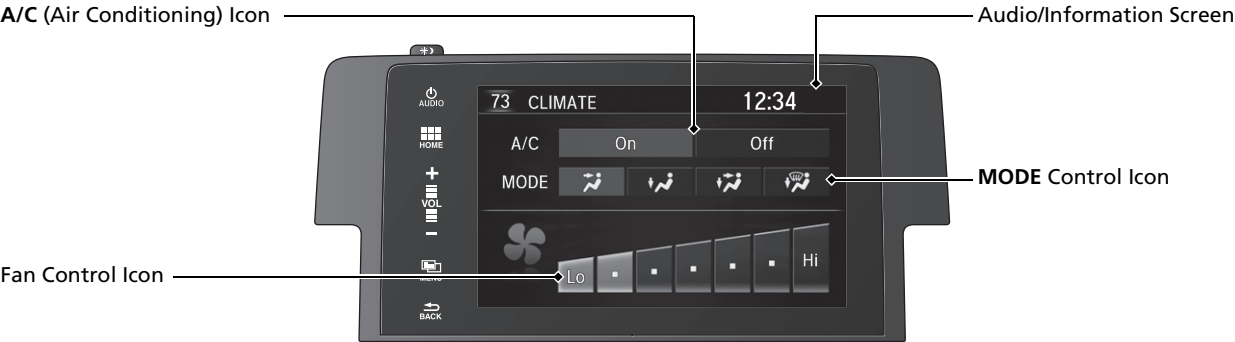 A/C (Air Conditioning) Icon
Audio/Information Screen
AUDIO
73 CLIMATE 12:34
HOME
A/C On Off
MODE
MODE Control Icon
+
VOL
-
Fan Control Icon
Lo Hi
MENU
BACK